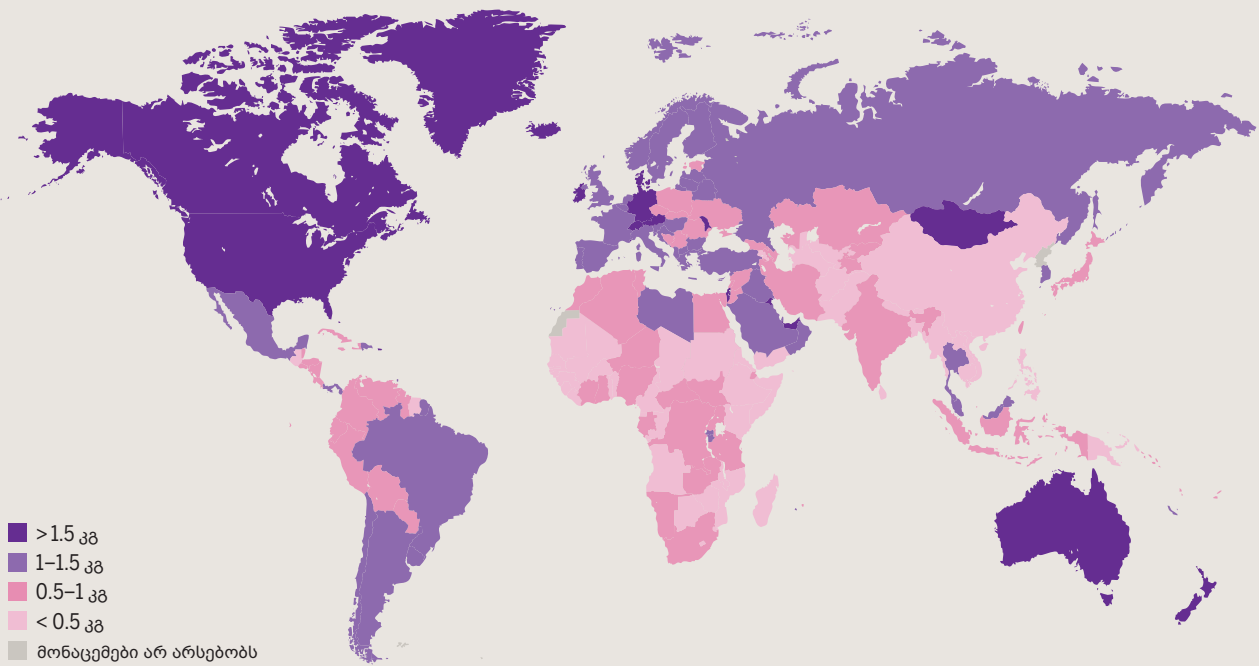 >1.5 კგ
1–1.5 კგ
0.5–1 კგ
< 0.5 კგ
მონაცემები არ არსებობს